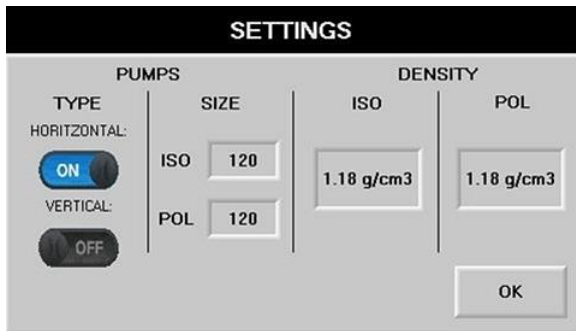 SETTINGS
PUMPS
DENSITY
TYPE
SIZE
ISO
POL
HORITZONTAL:
ON
VERTICAL:
OFF
ISO 120
POL 120
1.18 g/cm3
1.18 g/cm3
OK